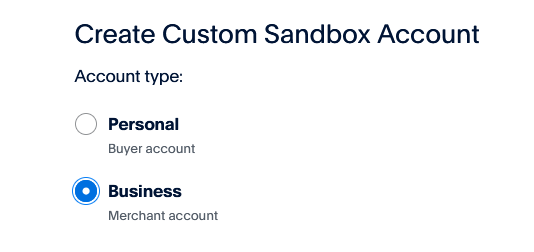 Create Custom Sandbox Account
Account type:
Personal
Buyer account
Business
Merchant account